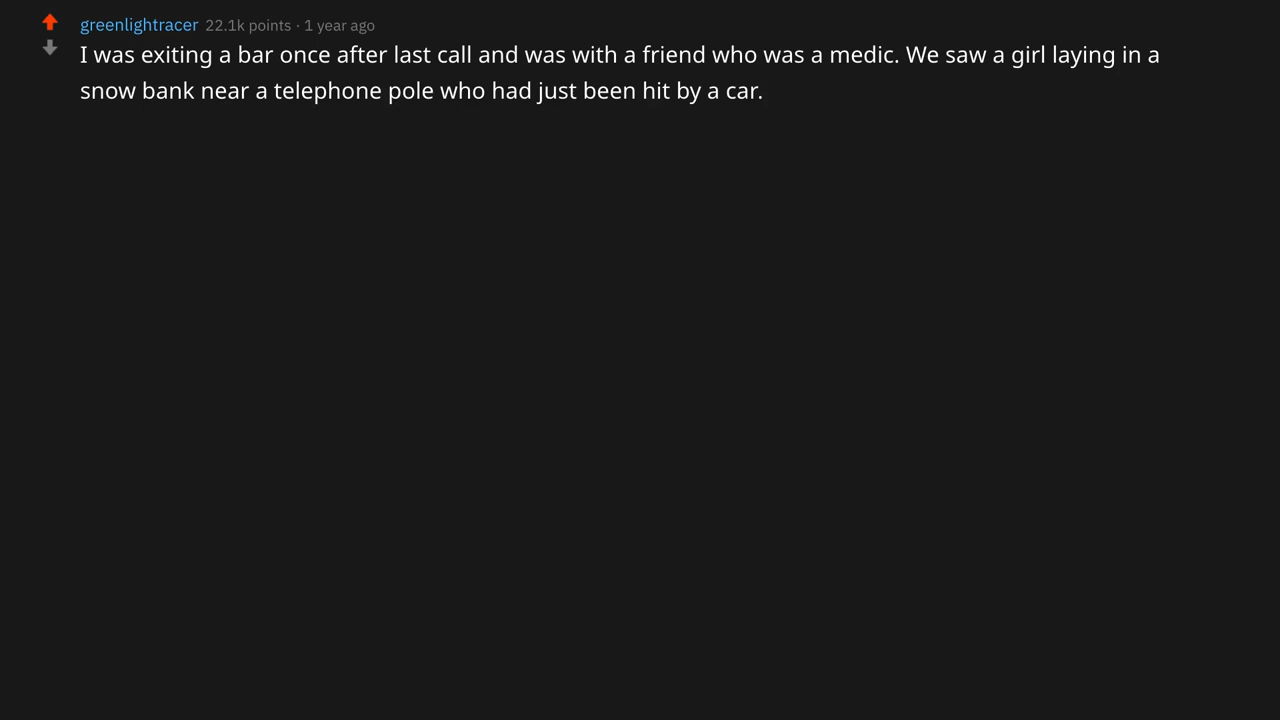 greenlightracer 22.1k points · 1 year ago
I was exiting a bar once after last call and was with a friend who was a medic. We saw a girl laying in a
snow bank near a telephone pole who had just been hit by a car.